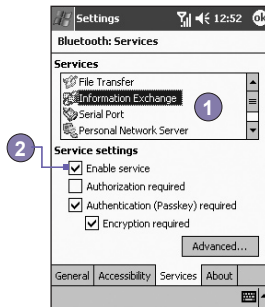 Settings 12:52 ok
Bluetooth: Services
Services
File Transfer
Information Exchange
1
Serial Port
Personal Network Server
2
Service settings
Enable service
Authorization required
Authentication (Passkey) required
Encryption required
Advanced...
General Accessibility Services About